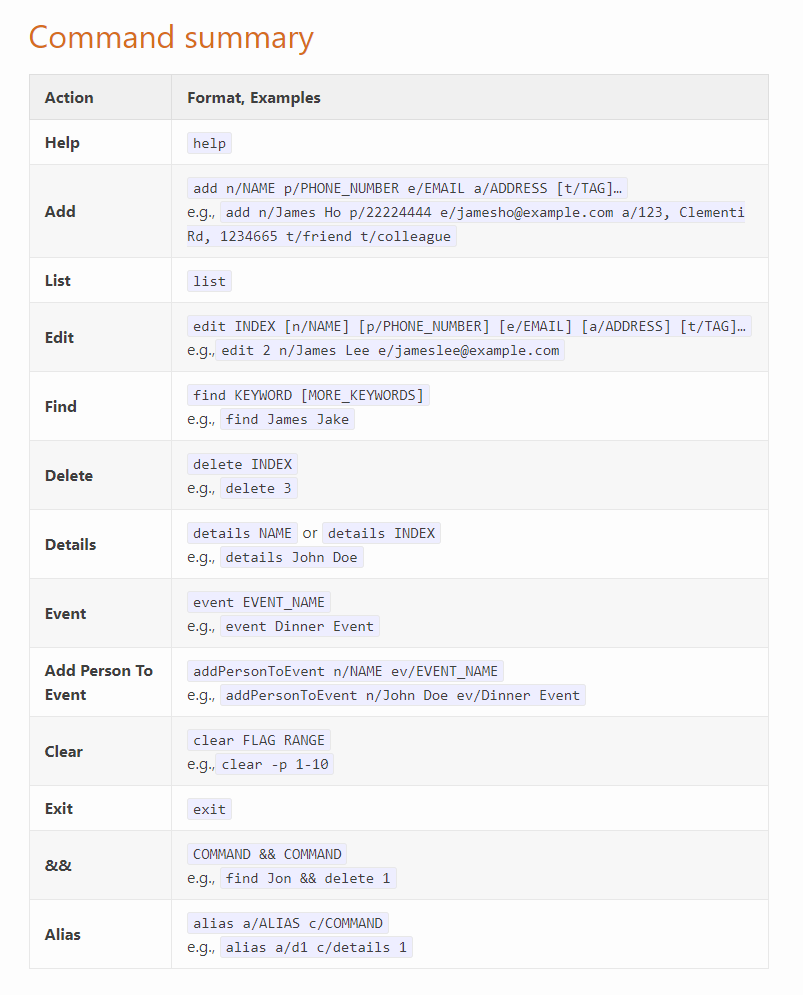 Command summary
Action Format, Examples
Help help
add n/NAME p/PHONE_NUMBER e/EMAIL a/ADDRESS [t/TAG]…
Add e.g., add n/James Ho p/22224444 e/jamesho@example.com a/123, Clementi
Rd, 1234665 t/friend t/colleague
List list
Edit
edit INDEX [n/NAME] [p/PHONE_NUMBER] [e/EMAIL] [a/ADDRESS] [t/TAG]…
e.g., edit 2 n/James Lee e/jameslee@example.com
Find
find KEYWORD [MORE_KEYWORDS]
e.g., find James Jake
Delete
delete INDEX
e.g., delete 3
Details
details NAME or details INDEX
e.g., details John Doe
Event
event EVENT_NAME
e.g., event Dinner Event
Add Person To
Event
addPersonToEvent n/NAME ev/EVENT_NAME
e.g., addPersonToEvent n/John Doe ev/Dinner Event
Clear
clear FLAG RANGE
e.g., clear -p 1-10
Exit exit
&&
COMMAND && COMMAND
e.g., find Jon && delete 1
Alias
alias a/ALIAS c/COMMAND
e.g., alias a/d1 c/details 1